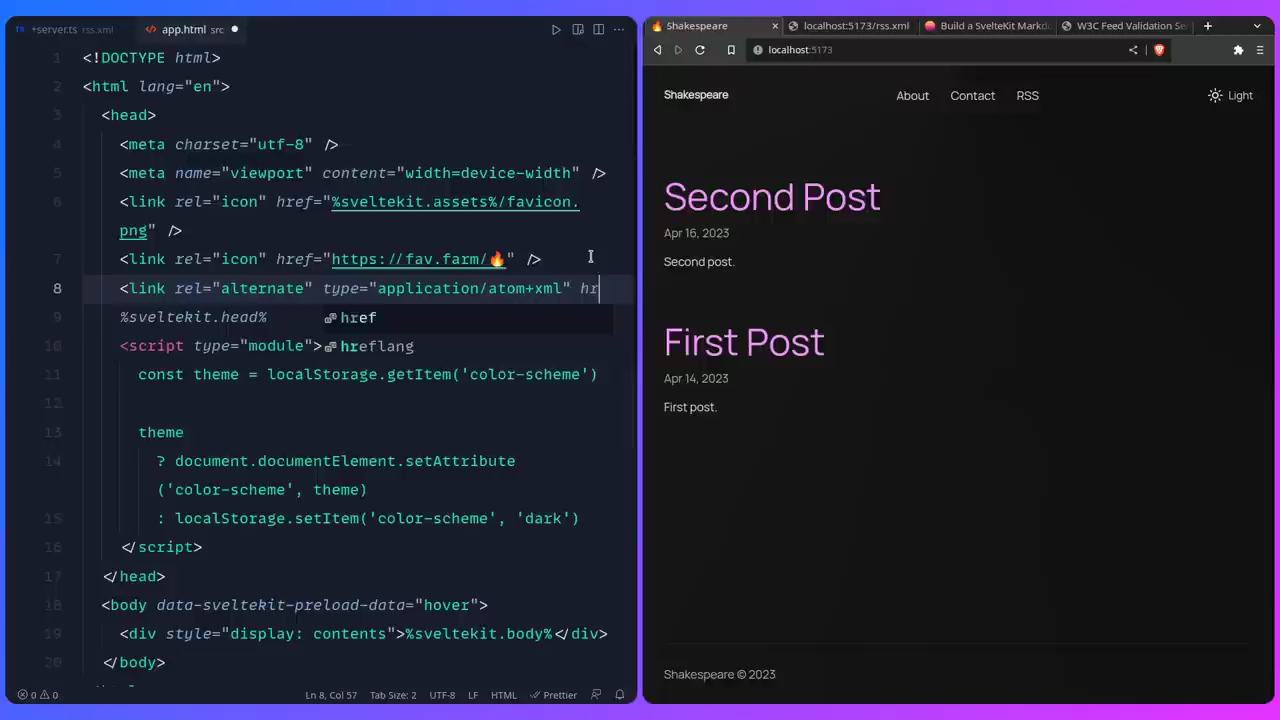 +server.ts rss.xml
app.html src
1 <!DOCTYPE html>
2 <html lang="en">
3 <head>
4 <meta charset="utf-8" />
5 <meta name="viewport" content="width=device-width" />
6 <link rel="icon" href="%sveltekit.assets%/favicon.
png" />
7 <link rel="icon" href="https://fav.farm/🔥" />
8 <link rel="alternate" type="application/atom+xml" hr
9 %sveltekit.head%
href
10 <script type="module">
hreflang
11 const theme = localStorage.getItem('color-scheme')
12
13 theme
14 ? document.documentElement.setAttribute
('color-scheme', theme)
15 : localStorage.setItem('color-scheme', 'dark')
16 </script>
17 </head>
18 <body data-sveltekit-preload-data="hover">
19 <div style="display: contents">%sveltekit.body%</div>
20 </body>
0 0
Ln 8, Col 57
Tab Size: 2
UTF-8
LF
HTML
Prettier
🔥 Shakespeare
localhost:5173/rss.xml
Build a SvelteKit Markdo
W3C Feed Validation Se
localhost:5173
Shakespeare
About
Contact
RSS
Light
Second Post
Apr 16, 2023
Second post.
First Post
Apr 14, 2023
First post.
Shakespeare © 2023